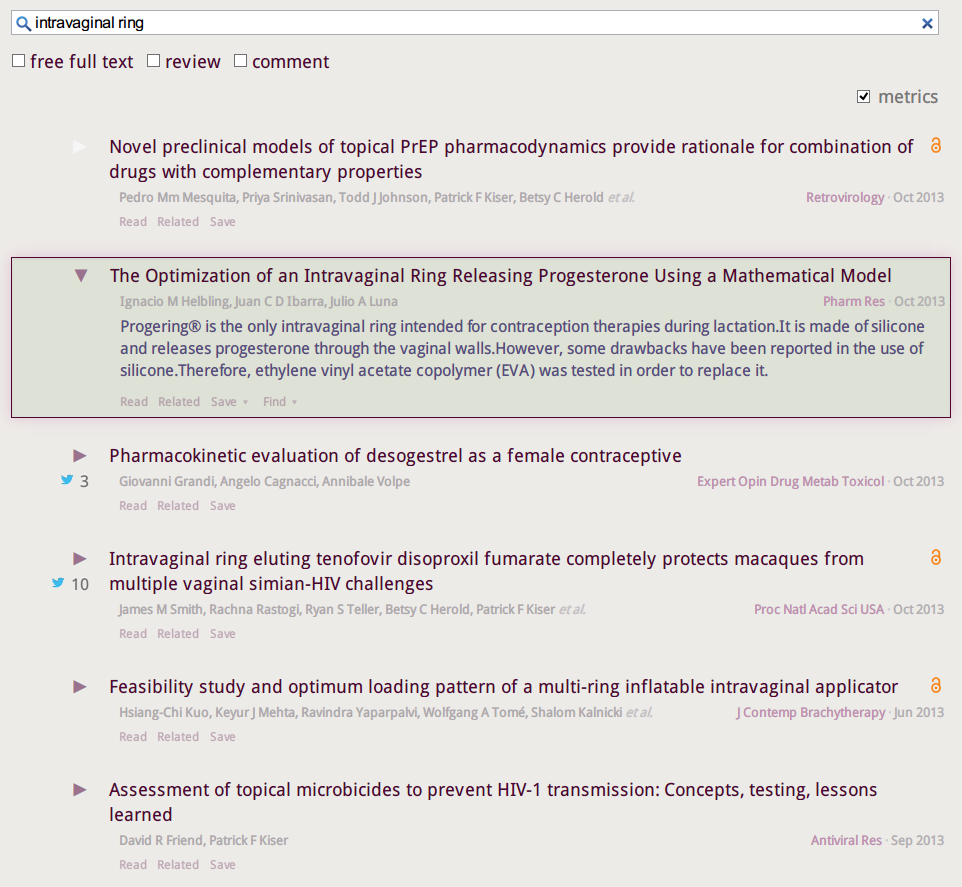 intravaginal ring
free full text review comment
metrics
Novel preclinical models of topical PrEP pharmacodynamics provide rationale for combination of
drugs with complementary properties
Pedro Mm Mesquita, Priya Srinivasan, Todd J Johnson, Patrick F Kiser, Betsy C Herold et al. Retrovirology · Oct 2013
Read Related Save
The Optimization of an Intravaginal Ring Releasing Progesterone Using a Mathematical Model
Ignacio M Helbling, Juan C D Ibarra, Julio A Luna Pharm Res · Oct 2013
Progering® is the only intravaginal ring intended for contraception therapies during lactation.It is made of silicone
and releases progesterone through the vaginal walls.However, some drawbacks have been reported in the use of
silicone.Therefore, ethylene vinyl acetate copolymer (EVA) was tested in order to replace it.
Read Related Save ▾ Find ▾
Pharmacokinetic evaluation of desogestrel as a female contraceptive
3 Giovanni Grandi, Angelo Cagnacci, Annibale Volpe Expert Opin Drug Metab Toxicol · Oct 2013
Read Related Save
Intravaginal ring eluting tenofovir disoproxil fumarate completely protects macaques from
10 multiple vaginal simian-HIV challenges
James M Smith, Rachna Rastogi, Ryan S Teller, Betsy C Herold, Patrick F Kiser et al. Proc Natl Acad Sci USA · Oct 2013
Read Related Save
Feasibility study and optimum loading pattern of a multi-ring inflatable intravaginal applicator
Hsiang-Chi Kuo, Keyur J Mehta, Ravindra Yaparpalvi, Wolfgang A Tomé, Shalom Kalnicki et al. J Contemp Brachytherapy · Jun 2013
Read Related Save
Assessment of topical microbicides to prevent HIV-1 transmission: Concepts, testing, lessons
learned
David R Friend, Patrick F Kiser Antiviral Res · Sep 2013
Read Related Save